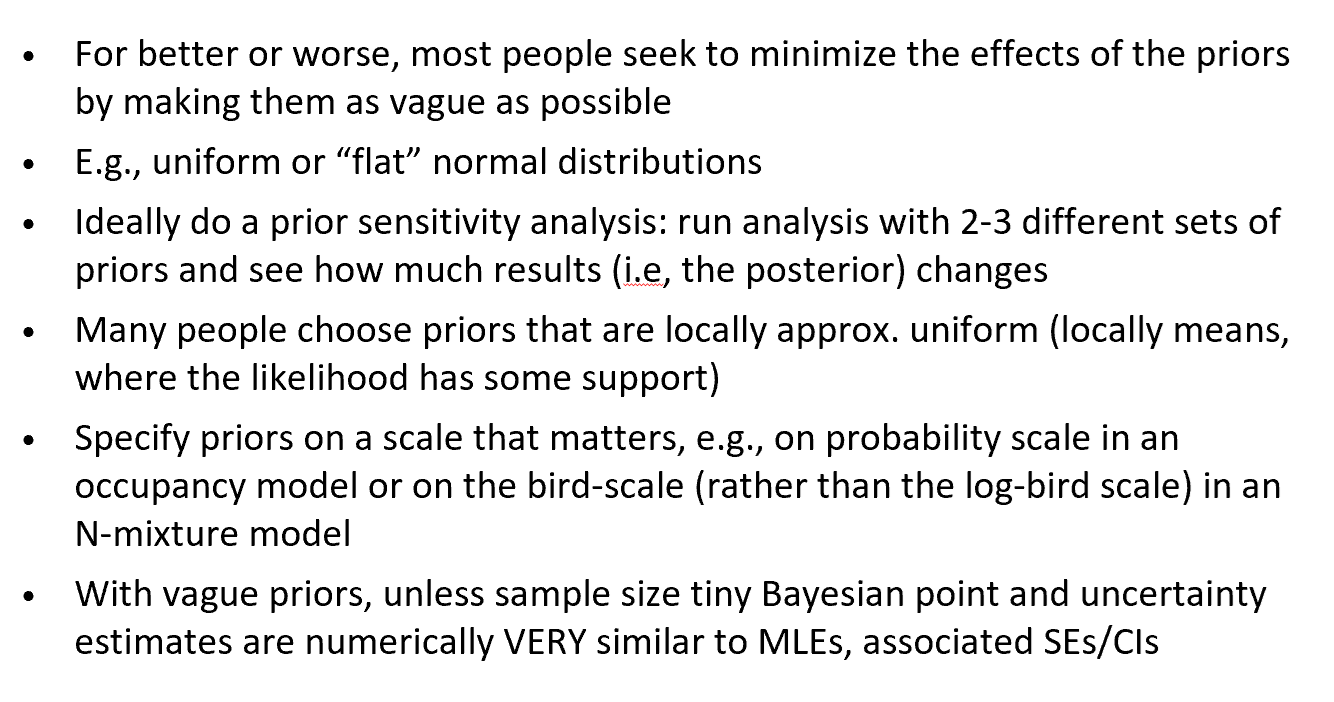 • For better or worse, most people seek to minimize the effects of the priors
by making them as vague as possible
• E.g., uniform or “flat” normal distributions
• Ideally do a prior sensitivity analysis: run analysis with 2-3 different sets of
priors and see how much results (i.e, the posterior) changes
• Many people choose priors that are locally approx. uniform (locally means,
where the likelihood has some support)
• Specify priors on a scale that matters, e.g., on probability scale in an
occupancy model or on the bird-scale (rather than the log-bird scale) in an
N-mixture model
• With vague priors, unless sample size tiny Bayesian point and uncertainty
estimates are numerically VERY similar to MLEs, associated SEs/CIs